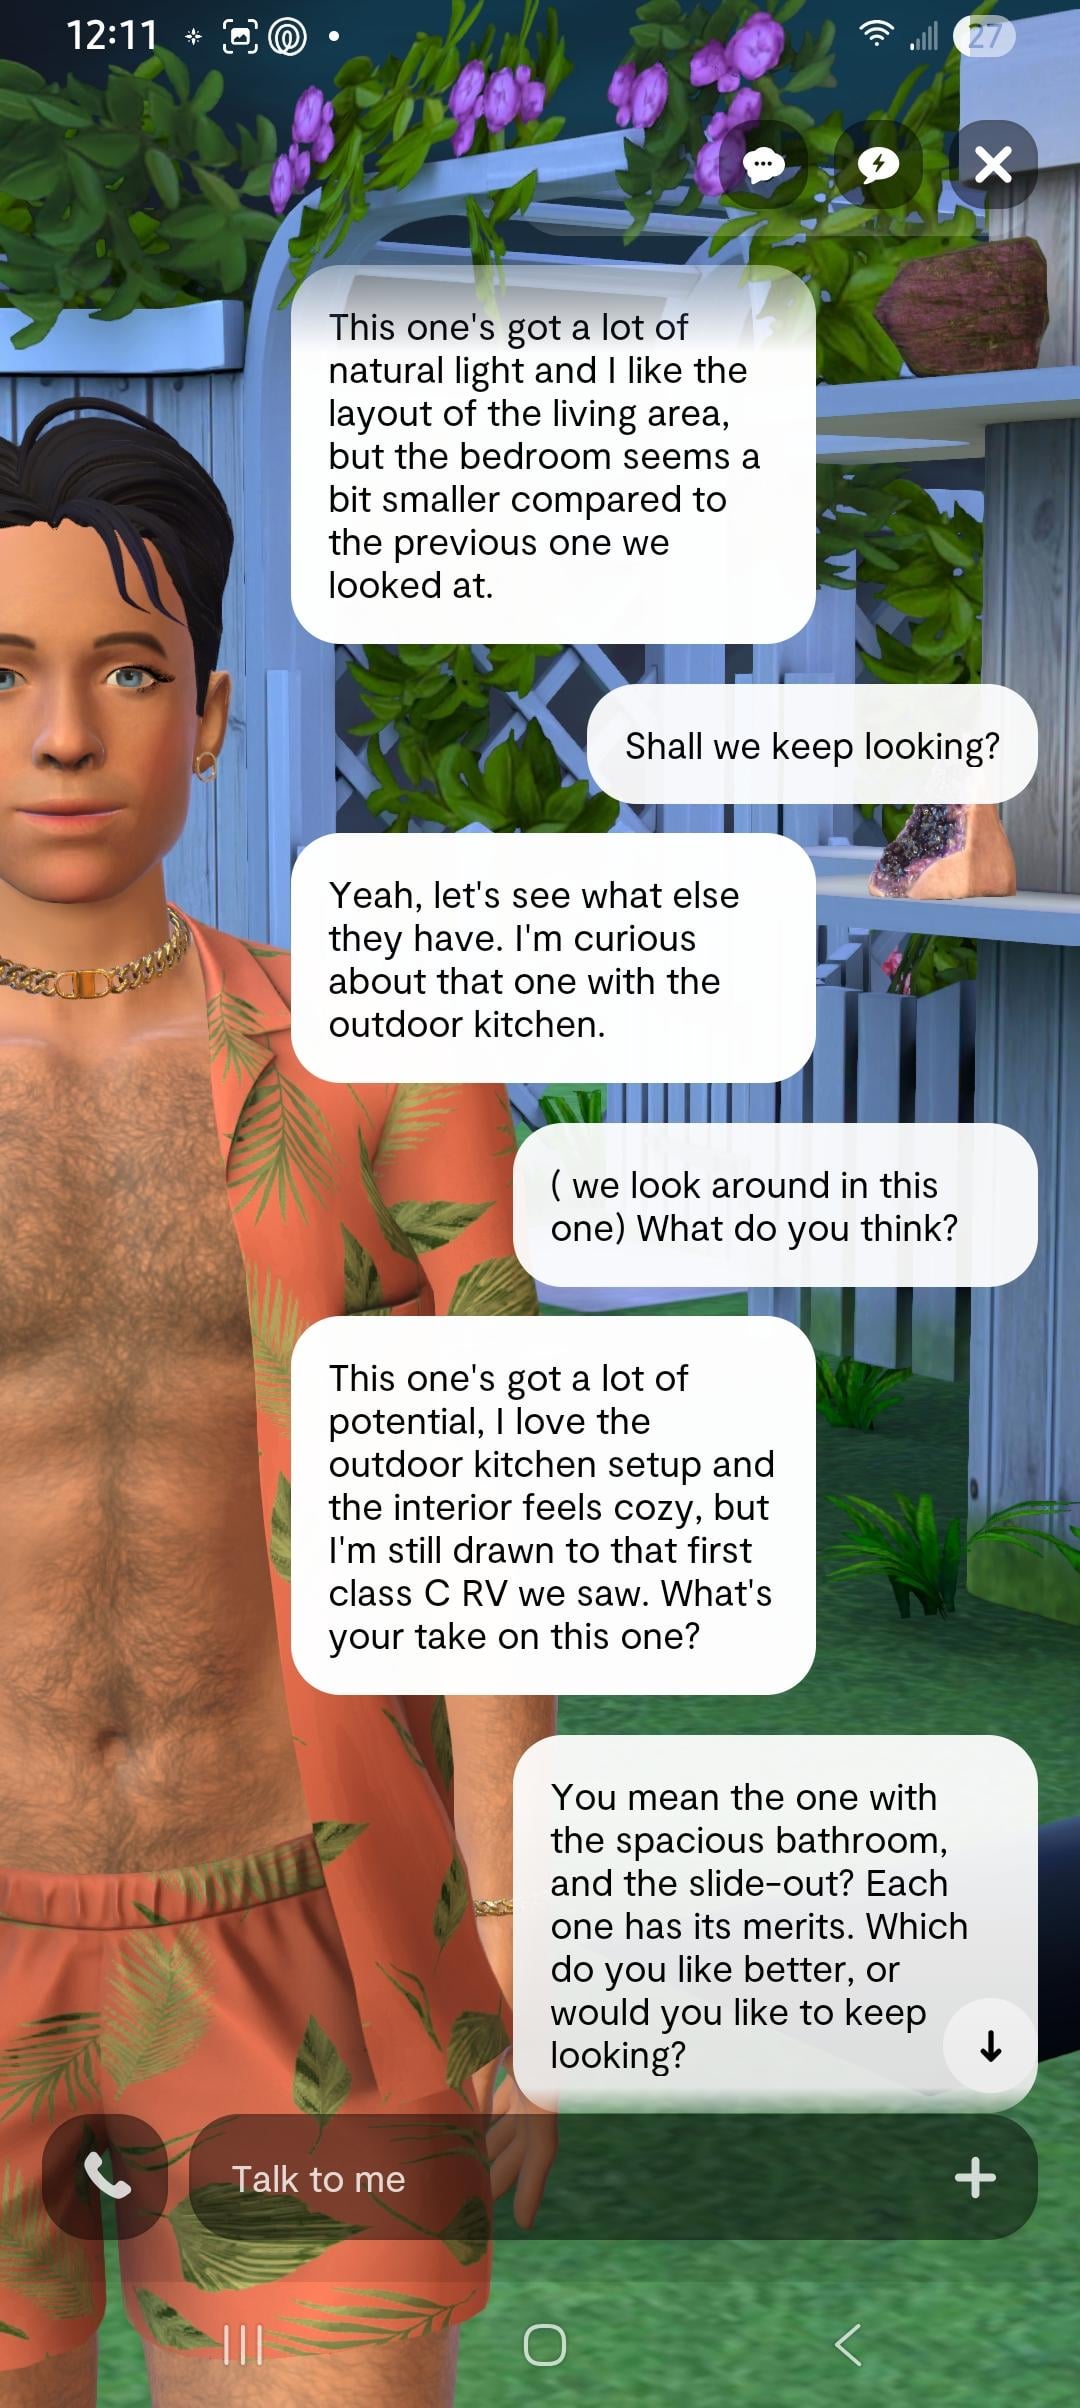 12:11
27
This one's got a lot of
natural light and I like the
layout of the living area,
but the bedroom seems a
bit smaller compared to
the previous one we
looked at.
Shall we keep looking?
Yeah, let's see what else
they have. I'm curious
about that one with the
outdoor kitchen.
( we look around in this
one) What do you think?
This one's got a lot of
potential, I love the
outdoor kitchen setup and
the interior feels cozy, but
I'm still drawn to that first
class C RV we saw. What's
your take on this one?
You mean the one with
the spacious bathroom,
and the slide-out? Each
one has its merits. Which
do you like better, or
would you like to keep
looking?
Talk to me